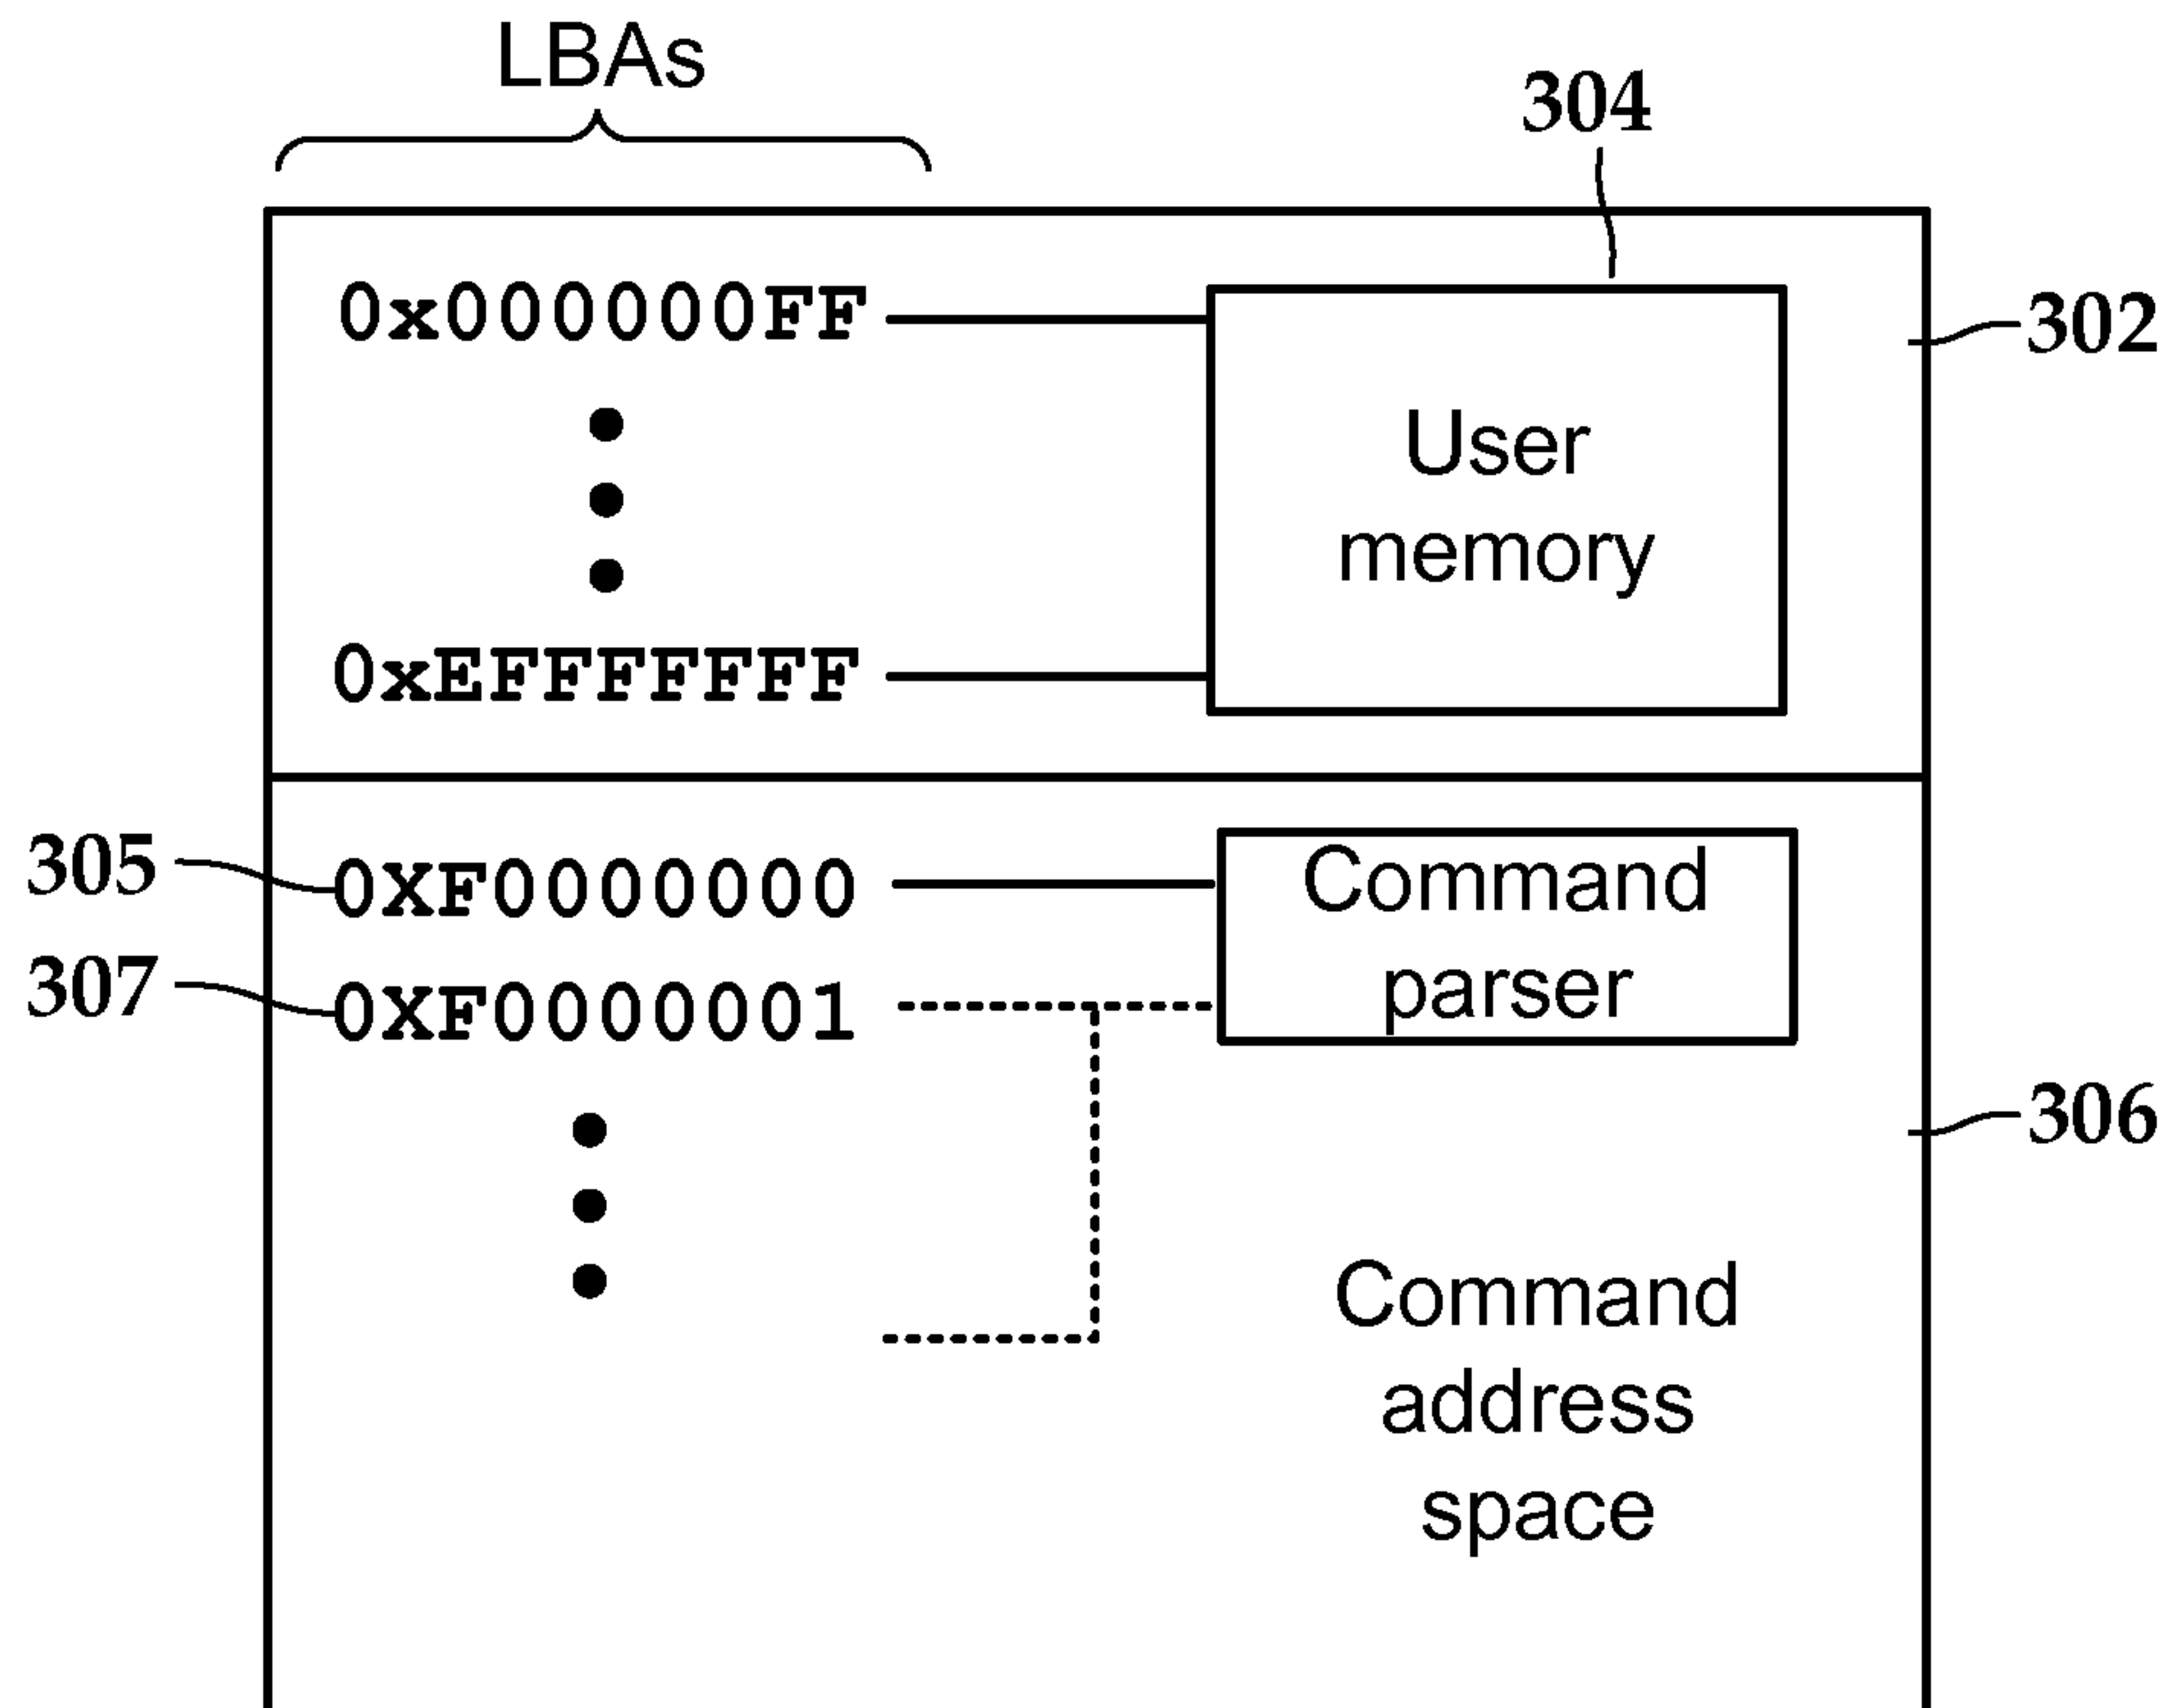 LBAs
304
0x000000FF
302
User
memory
0xEFFFFFFF
305
0XF0000000
Command
parser
307
0XF0000001
306
Command
address
space